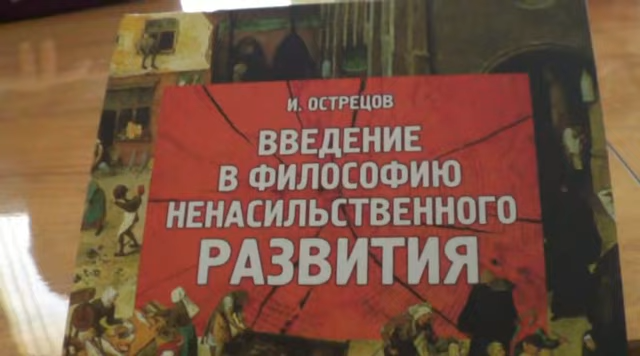 И. ОСТРЕЦОВ
ВВЕДЕНИЕ
В ФИЛОСОФИЮ
НЕНАСИЛЬСТВЕННОГО
РАЗВИТИЯ